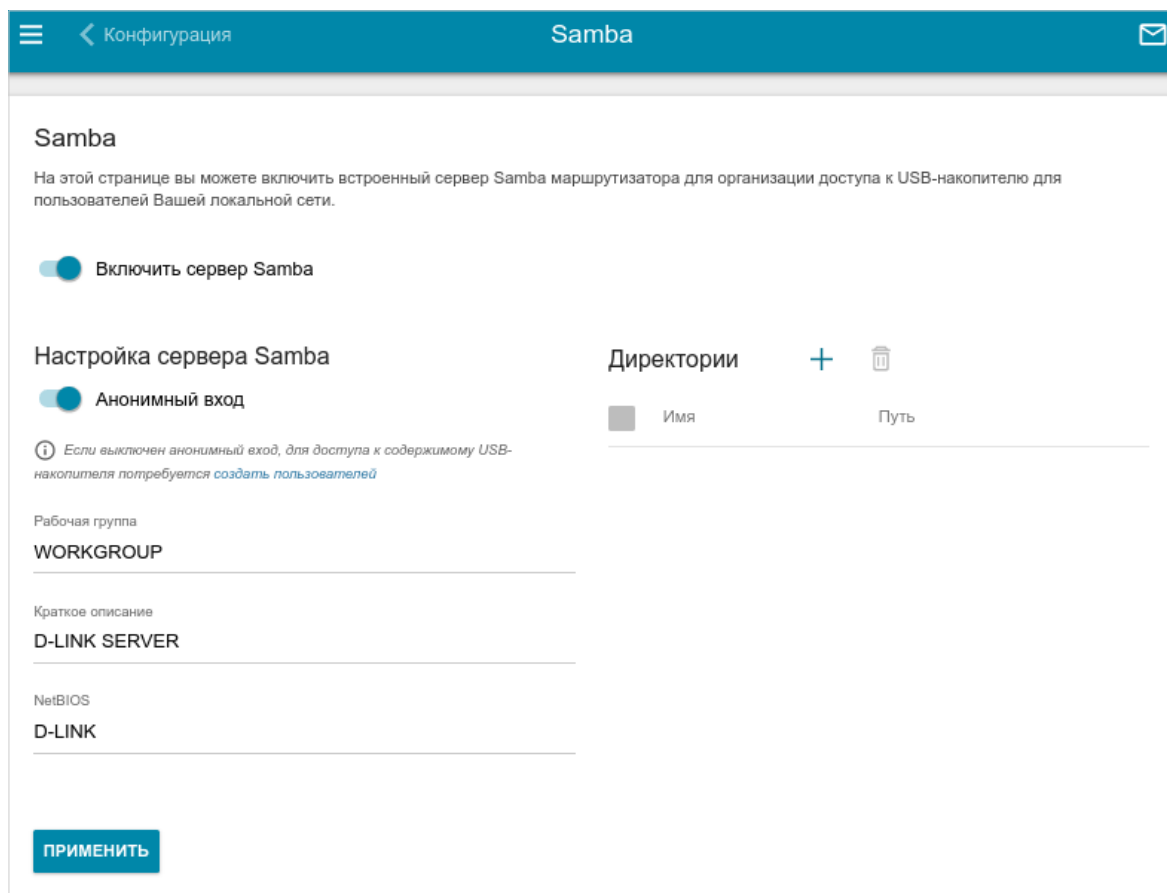 Конфигурация
Samba
Samba
На этой странице вы можете включить встроенный сервер Samba маршрутизатора для организации доступа к USB-накопителю для
пользователей Вашей локальной сети.
Включить сервер Samba
Настройка сервера Samba
Анонимный вход
Если выключен анонимный вход, для доступа к содержимому USB-
накопителя потребуется создать пользователей
Рабочая группа
WORKGROUP
Краткое описание
D-LINK SERVER
NetBIOS
D-LINK
ПРИМЕНИТЬ
Директории
Имя Путь